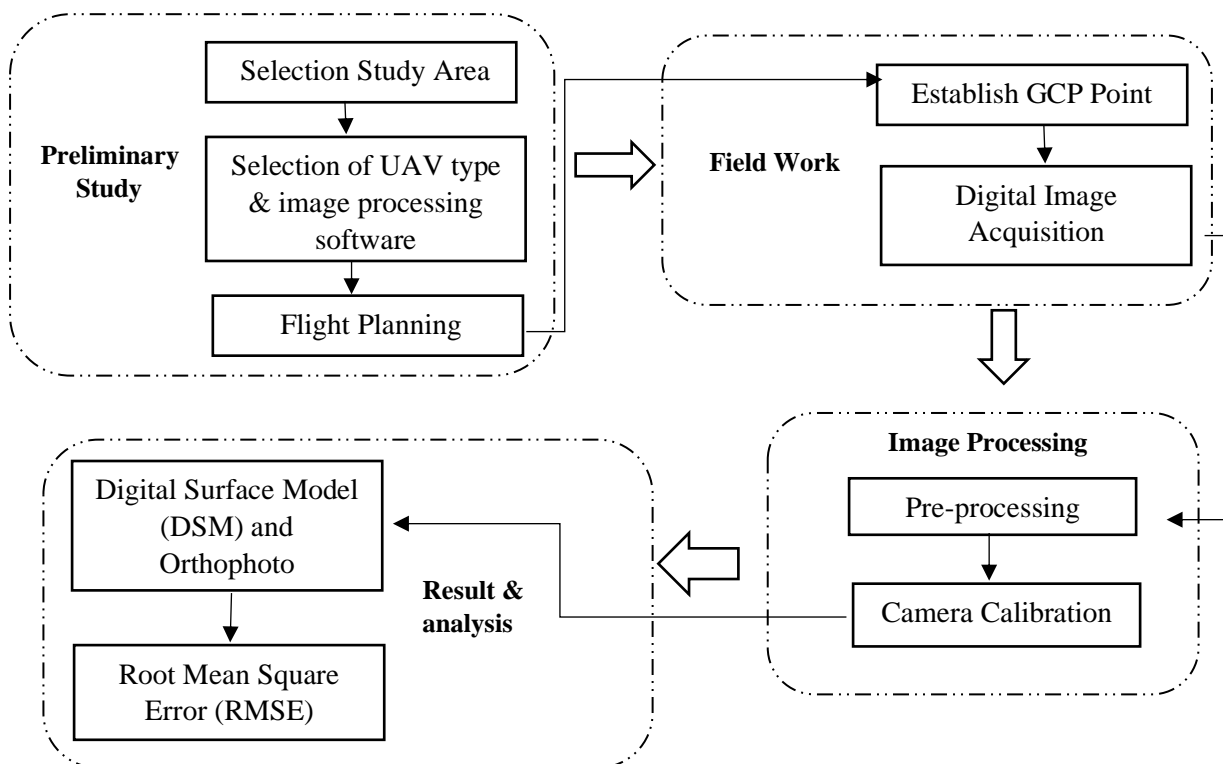 Preliminary
Study
Selection Study Area
Selection of UAV type
& image processing
software
Flight Planning
Field Work
Establish GCP Point
Digital Image
Acquisition
Image Processing
Pre-processing
Camera Calibration
Digital Surface Model
(DSM) and
Orthophoto
Root Mean Square
Error (RMSE)
Result &
analysis